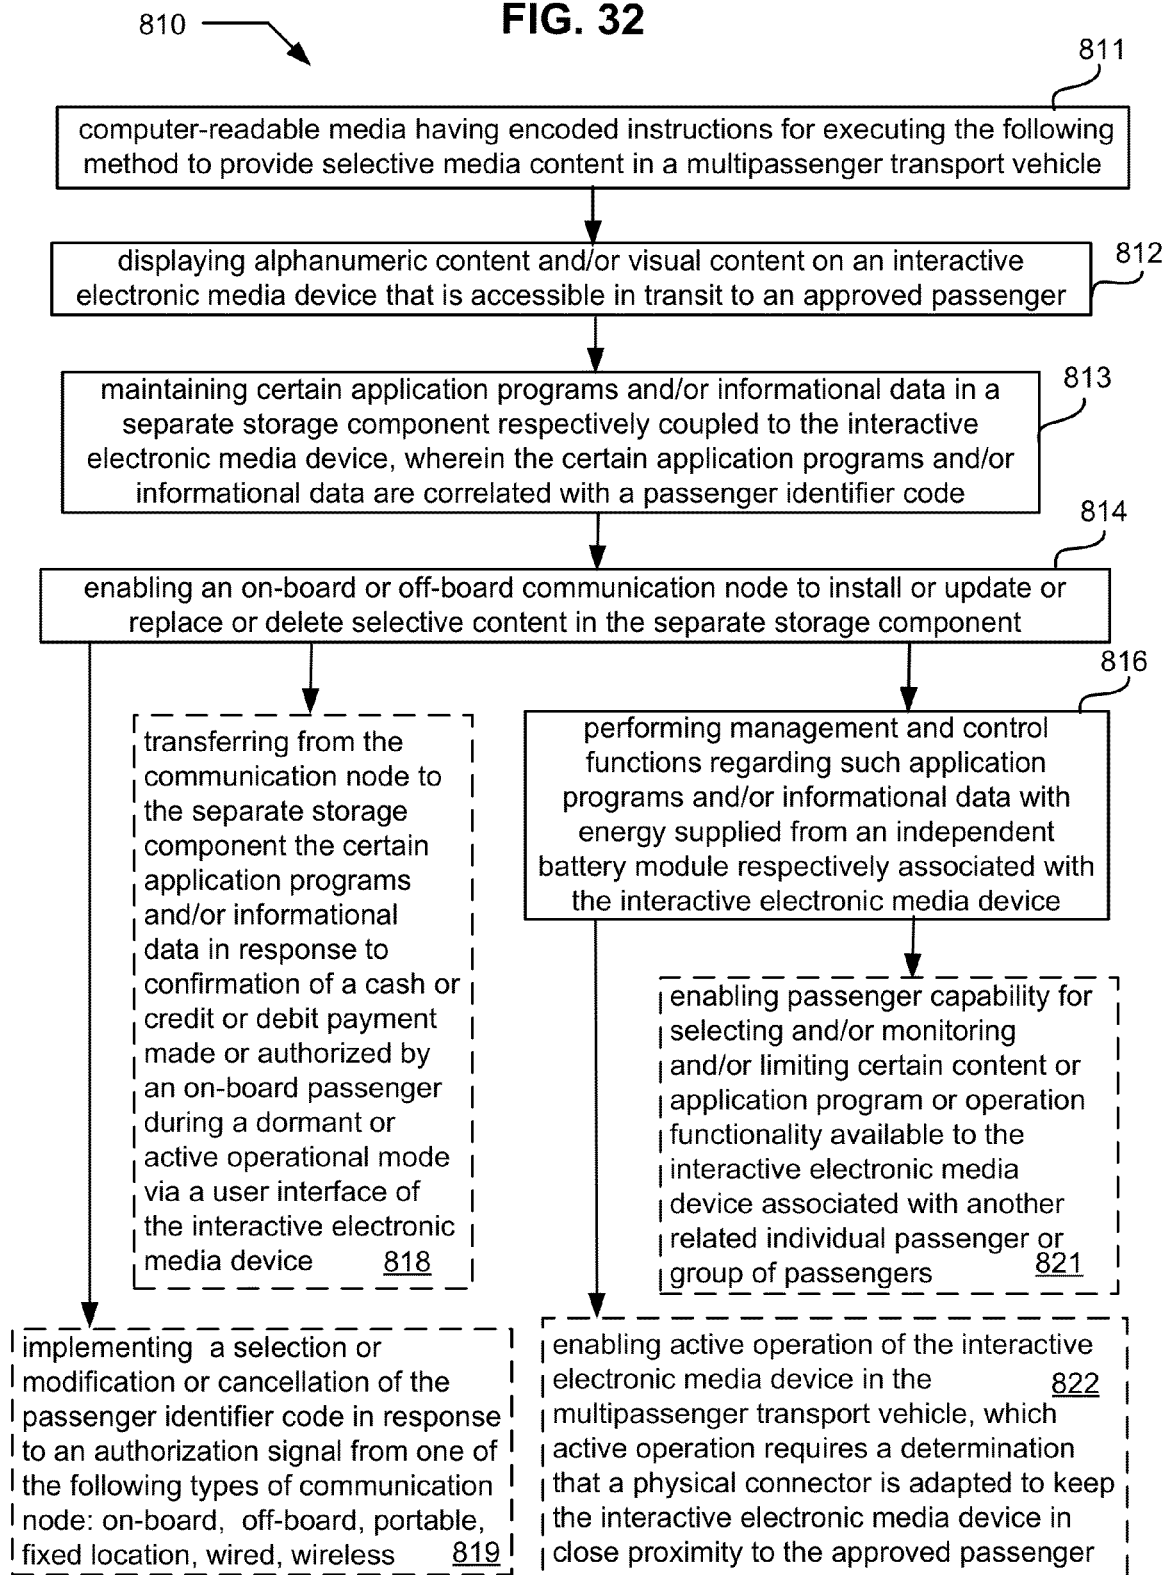 FIG. 32
810
811
computer-readable media having encoded instructions for executing the following
method to provide selective media content in a multipassenger transport vehicle
812
displaying alphanumeric content and/or visual content on an interactive
electronic media device that is accessible in transit to an approved passenger
813
maintaining certain application programs and/or informational data in a
separate storage component respectively coupled to the interactive
electronic media device, wherein the certain application programs and/or
informational data are correlated with a passenger identifier code
814
enabling an on-board or off-board communication node to install or update or
replace or delete selective content in the separate storage component
816
performing management and control
functions regarding such application
programs and/or informational data with
energy supplied from an independent
battery module respectively associated with
the interactive electronic media device
transferring from the
communication node to
the separate storage
component the certain
application programs
and/or informational
data in response to
confirmation of a cash or
credit or debit payment
made or authorized by
an on-board passenger
during a dormant or
active operational mode
via a user interface of
the interactive electronic
media device 818
enabling passenger capability for
selecting and/or monitoring
and/or limiting certain content or
application program or operation
functionality available to the
interactive electronic media
device associated with another
related individual passenger or
group of passengers 821
implementing a selection or
modification or cancellation of the
passenger identifier code in response
to an authorization signal from one of
the following types of communication
node: on-board, off-board, portable,
fixed location, wired, wireless 819
enabling active operation of the interactive
electronic media device in the 822
multipassenger transport vehicle, which
active operation requires a determination
that a physical connector is adapted to keep
the interactive electronic media device in
close proximity to the approved passenger